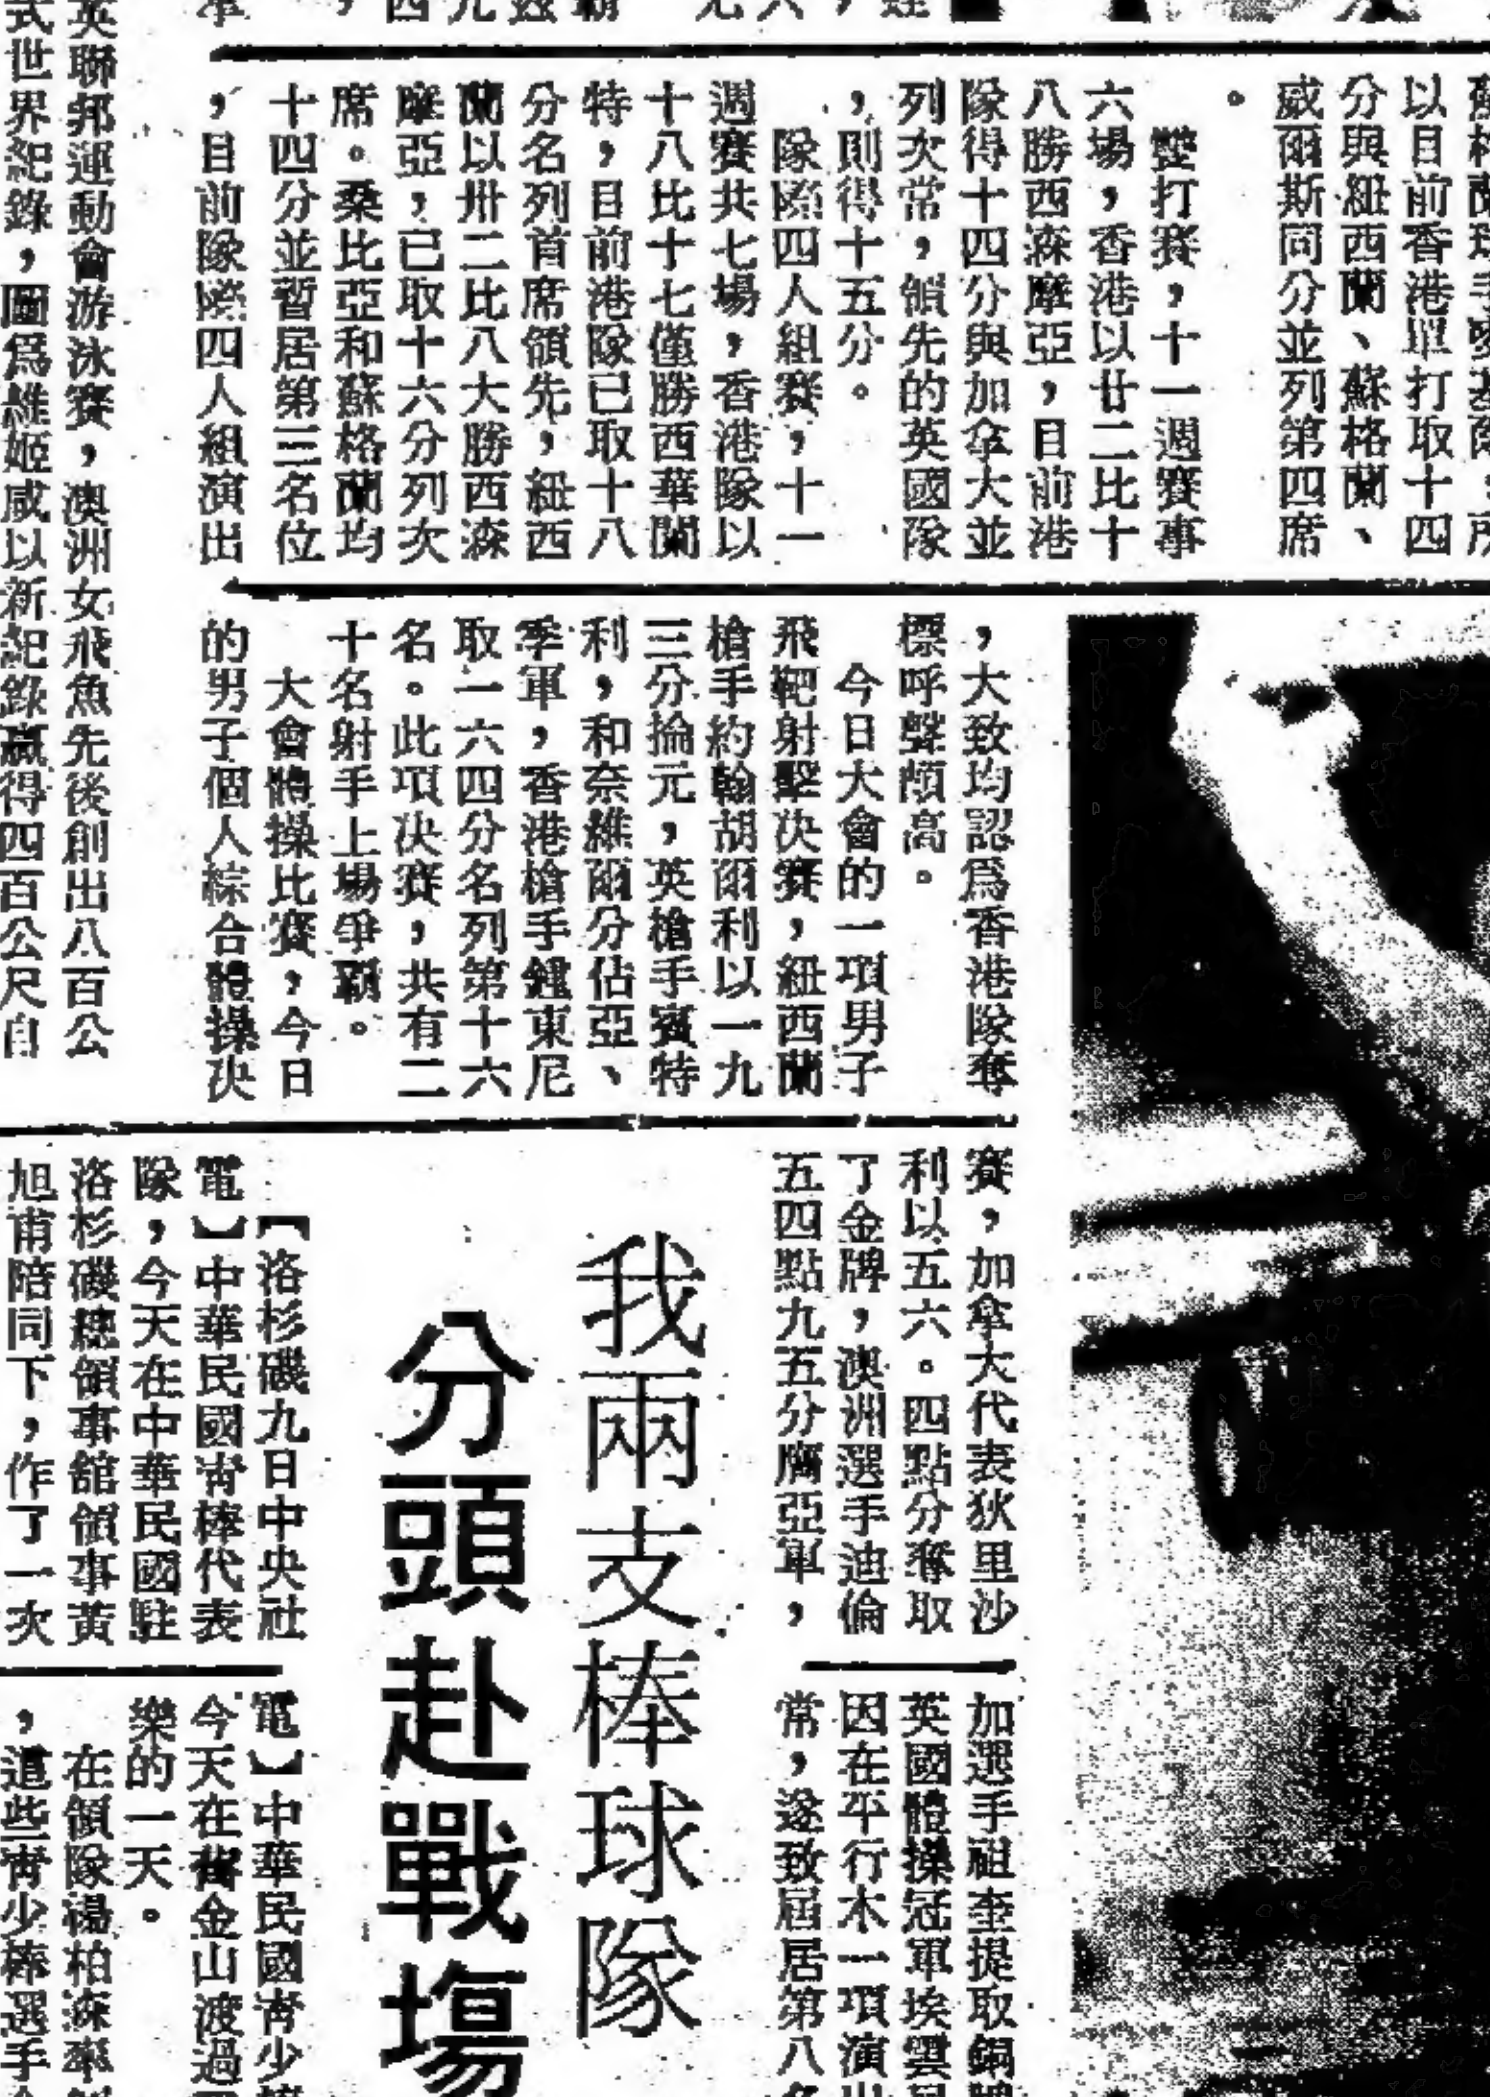 以目前香港單打取十四
分與紐西蘭、蘇格蘭、
威爾斯同分並列第四席
。
雙打賽,十一週賽事
六場,香港以廿二比十
八勝西森摩亞,目前港
隊得十四分與加拿大並
列次常,領先的英國隊
,則得十五分。
隊際四人組賽,十一
週賽共七場,香港隊以
十八比十七僅勝西華蘭
特,目前港隊已取十八
分名列首席領先,紐西
蘭以卅二比八大勝西森
摩亞,已取十六分列次
席。桑比亞和蘇格蘭均
十四分並暫居第三名位
,目前隊際四人組演出
英聯邦運動會游泳賽,澳洲女飛魚先後創出八百公
式世界紀錄,圖爲維姬威以新紀錄贏得四百公尺自
,大致均認爲香港隊奪
標呼聲頗高。
今日大會的一項男子
飛靶射擊決賽,紐西蘭
槍手約翰胡爾利以一九
三分掄元,英槍手賓特
利,和奈維爾分佔亞、
季軍,香港槍手鍾東尼
取一六四分名列第十六
名。此項決賽,共有二
十名射手上場爭霸。
大會體操比賽,今日
的男子個人綜合體操決
賽,加拿大代表狄里沙
利以五六。四點分奪取
了金牌,澳洲選手迪倫
五四點九五分膺亞軍,
加選手祖奎提取銅牌
英國體操冠軍埃雲
因在平行木一項演出
常,遂致屈居第八名
我兩支棒球隊
分頭赴戰場
【洛杉磯九日中央社
電】中華民國青棒代表
隊,今天在中華民國駐
洛杉磯總領事舘領事黃
旭甫陪同下,作了一次
電】中華民國青少棒
今天在舊金山渡過
樂的一天。
在領隊湯柏添率
,這些青少棒選手